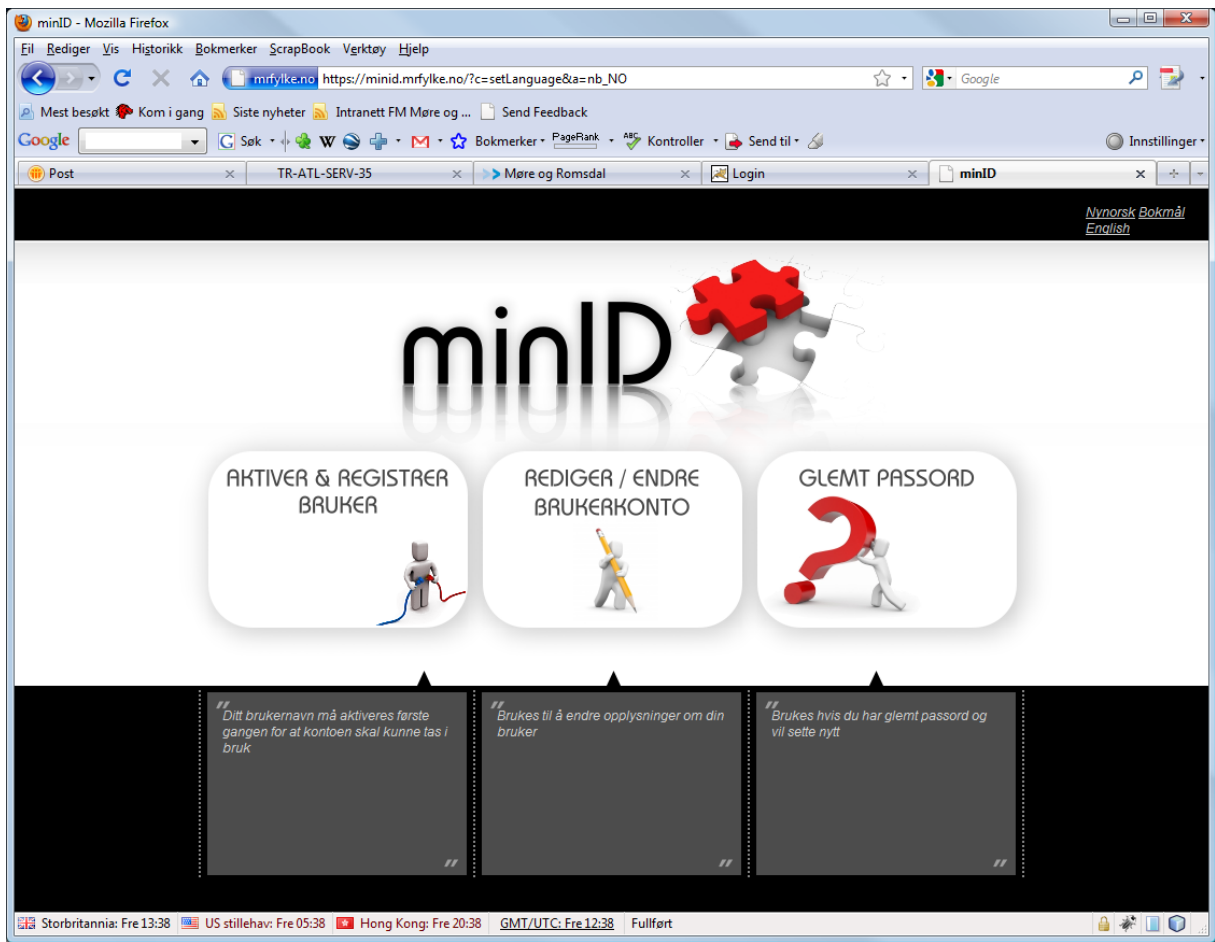 minID - Mozilla Firefox
Fil Rediger Vis Historikk Bokmerker ScrapBook Verktøy Hjelp
mrfylke.no https://minid.mrfylke.no/?c=setLanguage&a=nb_NO
Google
Mest besøkt Kom i gang Siste nyheter Intranett FM Møre og ... Send Feedback
Google G Søk W Bokmerker PageRank ABC Kontroller Send til Innstillinger
Post TR-ATL-SERV-35 Møre og Romsdal Login minID
Nynorsk Bokmål
English
minID
AKTIVER & REGISTRER
BRUKER
REDIGER / ENDRE
BRUKERKONTO
GLEMT PASSORD
"Ditt brukernavn må aktiveres første
gangen for at kontoen skal kunne tas i
bruk
"
"Brukes til å endre opplysninger om din
bruker
"
"Brukes hvis du har glemt passord og
vil sette nytt
"
Storbritannia: Fre 13:38 US stillehav: Fre 05:38 Hong Kong: Fre 20:38 GMT/UTC: Fre 12:38 Fullført